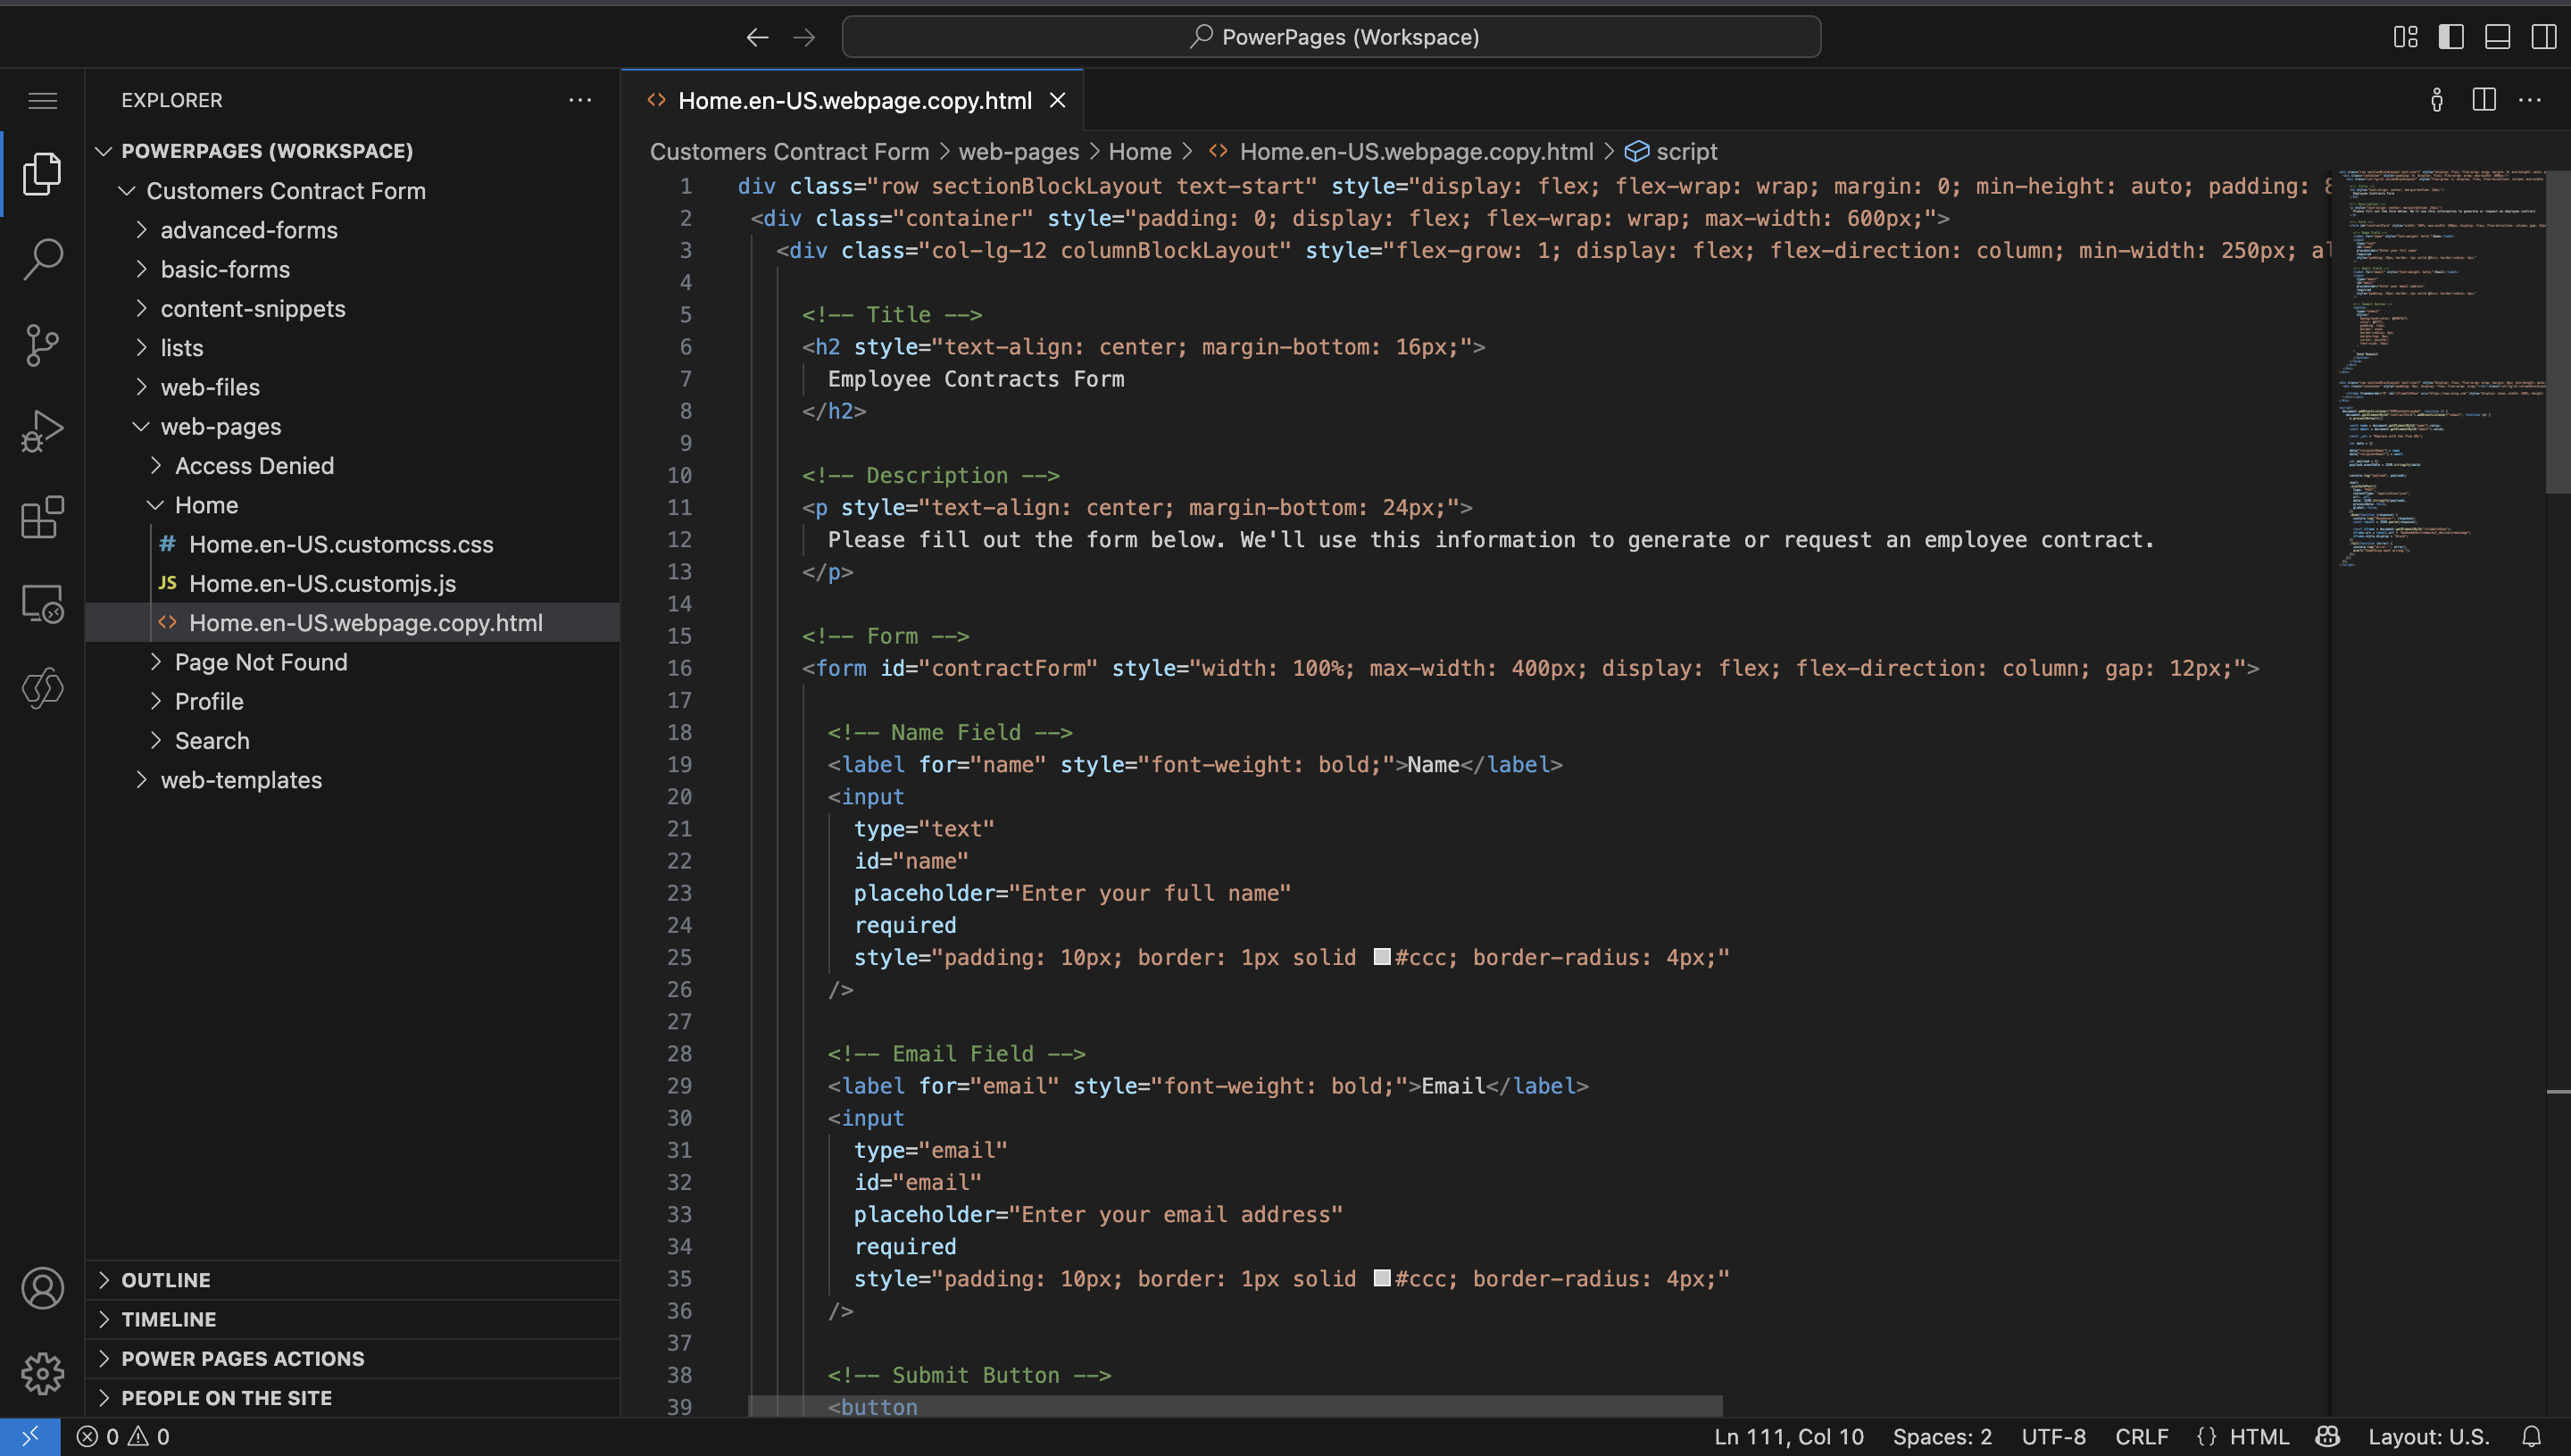 PowerPages (Workspace)
EXPLORER
POWERPAGES (WORKSPACE)
Customers Contract Form
advanced-forms
basic-forms
content-snippets
lists
web-files
web-pages
Access Denied
Home
# Home.en-US.customcss.css
JS Home.en-US.customjs.js
<> Home.en-US.webpage.copy.html
Page Not Found
Profile
Search
web-templates
OUTLINE
TIMELINE
POWER PAGES ACTIONS
PEOPLE ON THE SITE
<> Home.en-US.webpage.copy.html
Customers Contract Form > web-pages > Home > <> Home.en-US.webpage.copy.html > script
1 div class="row sectionBlockLayout text-start" style="display: flex; flex-wrap: wrap; margin: 0; min-height: auto; padding: 8
2 <div class="container" style="padding: 0; display: flex; flex-wrap: wrap; max-width: 600px;">
3 <div class="col-lg-12 columnBlockLayout" style="flex-grow: 1; display: flex; flex-direction: column; min-width: 250px; al
4
5 <!-- Title -->
6 <h2 style="text-align: center; margin-bottom: 16px;">
7 Employee Contracts Form
8 </h2>
9
10 <!-- Description -->
11 <p style="text-align: center; margin-bottom: 24px;">
12 Please fill out the form below. We'll use this information to generate or request an employee contract.
13 </p>
14
15 <!-- Form -->
16 <form id="contractForm" style="width: 100%; max-width: 400px; display: flex; flex-direction: column; gap: 12px;">
17
18 <!-- Name Field -->
19 <label for="name" style="font-weight: bold;">Name</label>
20 <input
21 type="text"
22 id="name"
23 placeholder="Enter your full name"
24 required
25 style="padding: 10px; border: 1px solid #ccc; border-radius: 4px;"
26 />
27
28 <!-- Email Field -->
29 <label for="email" style="font-weight: bold;">Email</label>
30 <input
31 type="email"
32 id="email"
33 placeholder="Enter your email address"
34 required
35 style="padding: 10px; border: 1px solid #ccc; border-radius: 4px;"
36 />
37
38 <!-- Submit Button -->
39 <button
0 0
Ln 111, Col 10 Spaces: 2 UTF-8 CRLF {} HTML Layout: U.S.